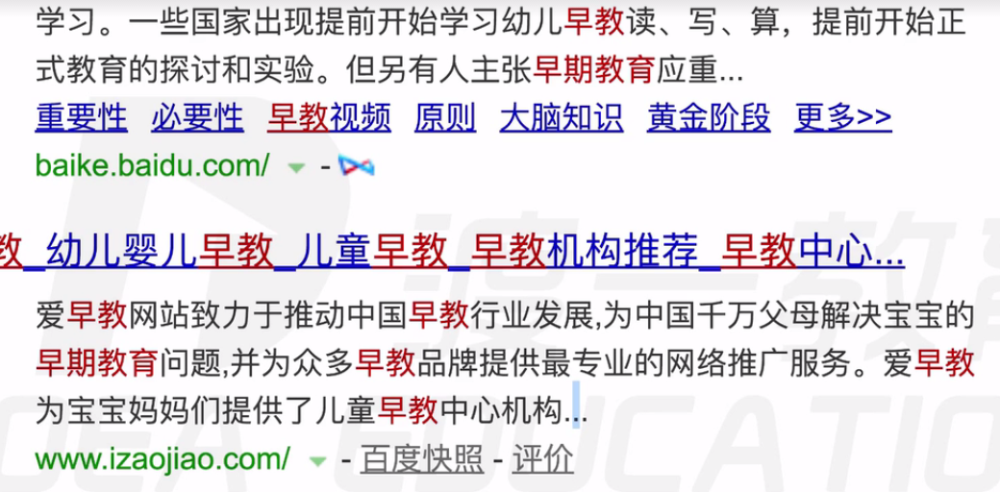 学习。一些国家出现提前开始学习幼儿早教读、写、算，提前开始正
式教育的探讨和实验。但另有人主张早期教育应重...
重要性 必要性 早教视频 原则 大脑知识 黄金阶段 更多>>
baike.baidu.com/ -
教_幼儿婴儿早教_儿童早教_早教机构推荐_早教中心...
爱早教网站致力于推动中国早教行业发展,为中国千万父母解决宝宝的
早期教育问题,并为众多早教品牌提供最专业的网络推广服务。爱早教
为宝宝妈妈们提供了儿童早教中心机构...
www.izaojiao.com/ - 百度快照 - 评价
渡一教育
EDUCATIO